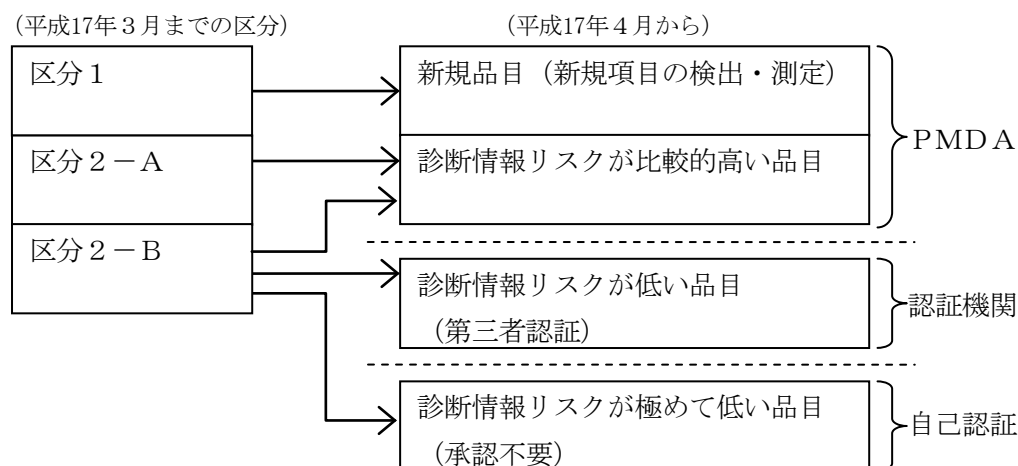 (平成17年３月までの区分)
(平成17年４月から)
区分１
新規品目（新規項目の検出・測定）
区分２－Ａ
診断情報リスクが比較的高い品目
ＰＭＤＡ
区分２－Ｂ
診断情報リスクが低い品目
（第三者認証）
認証機関
診断情報リスクが極めて低い品目
（承認不要）
自己認証